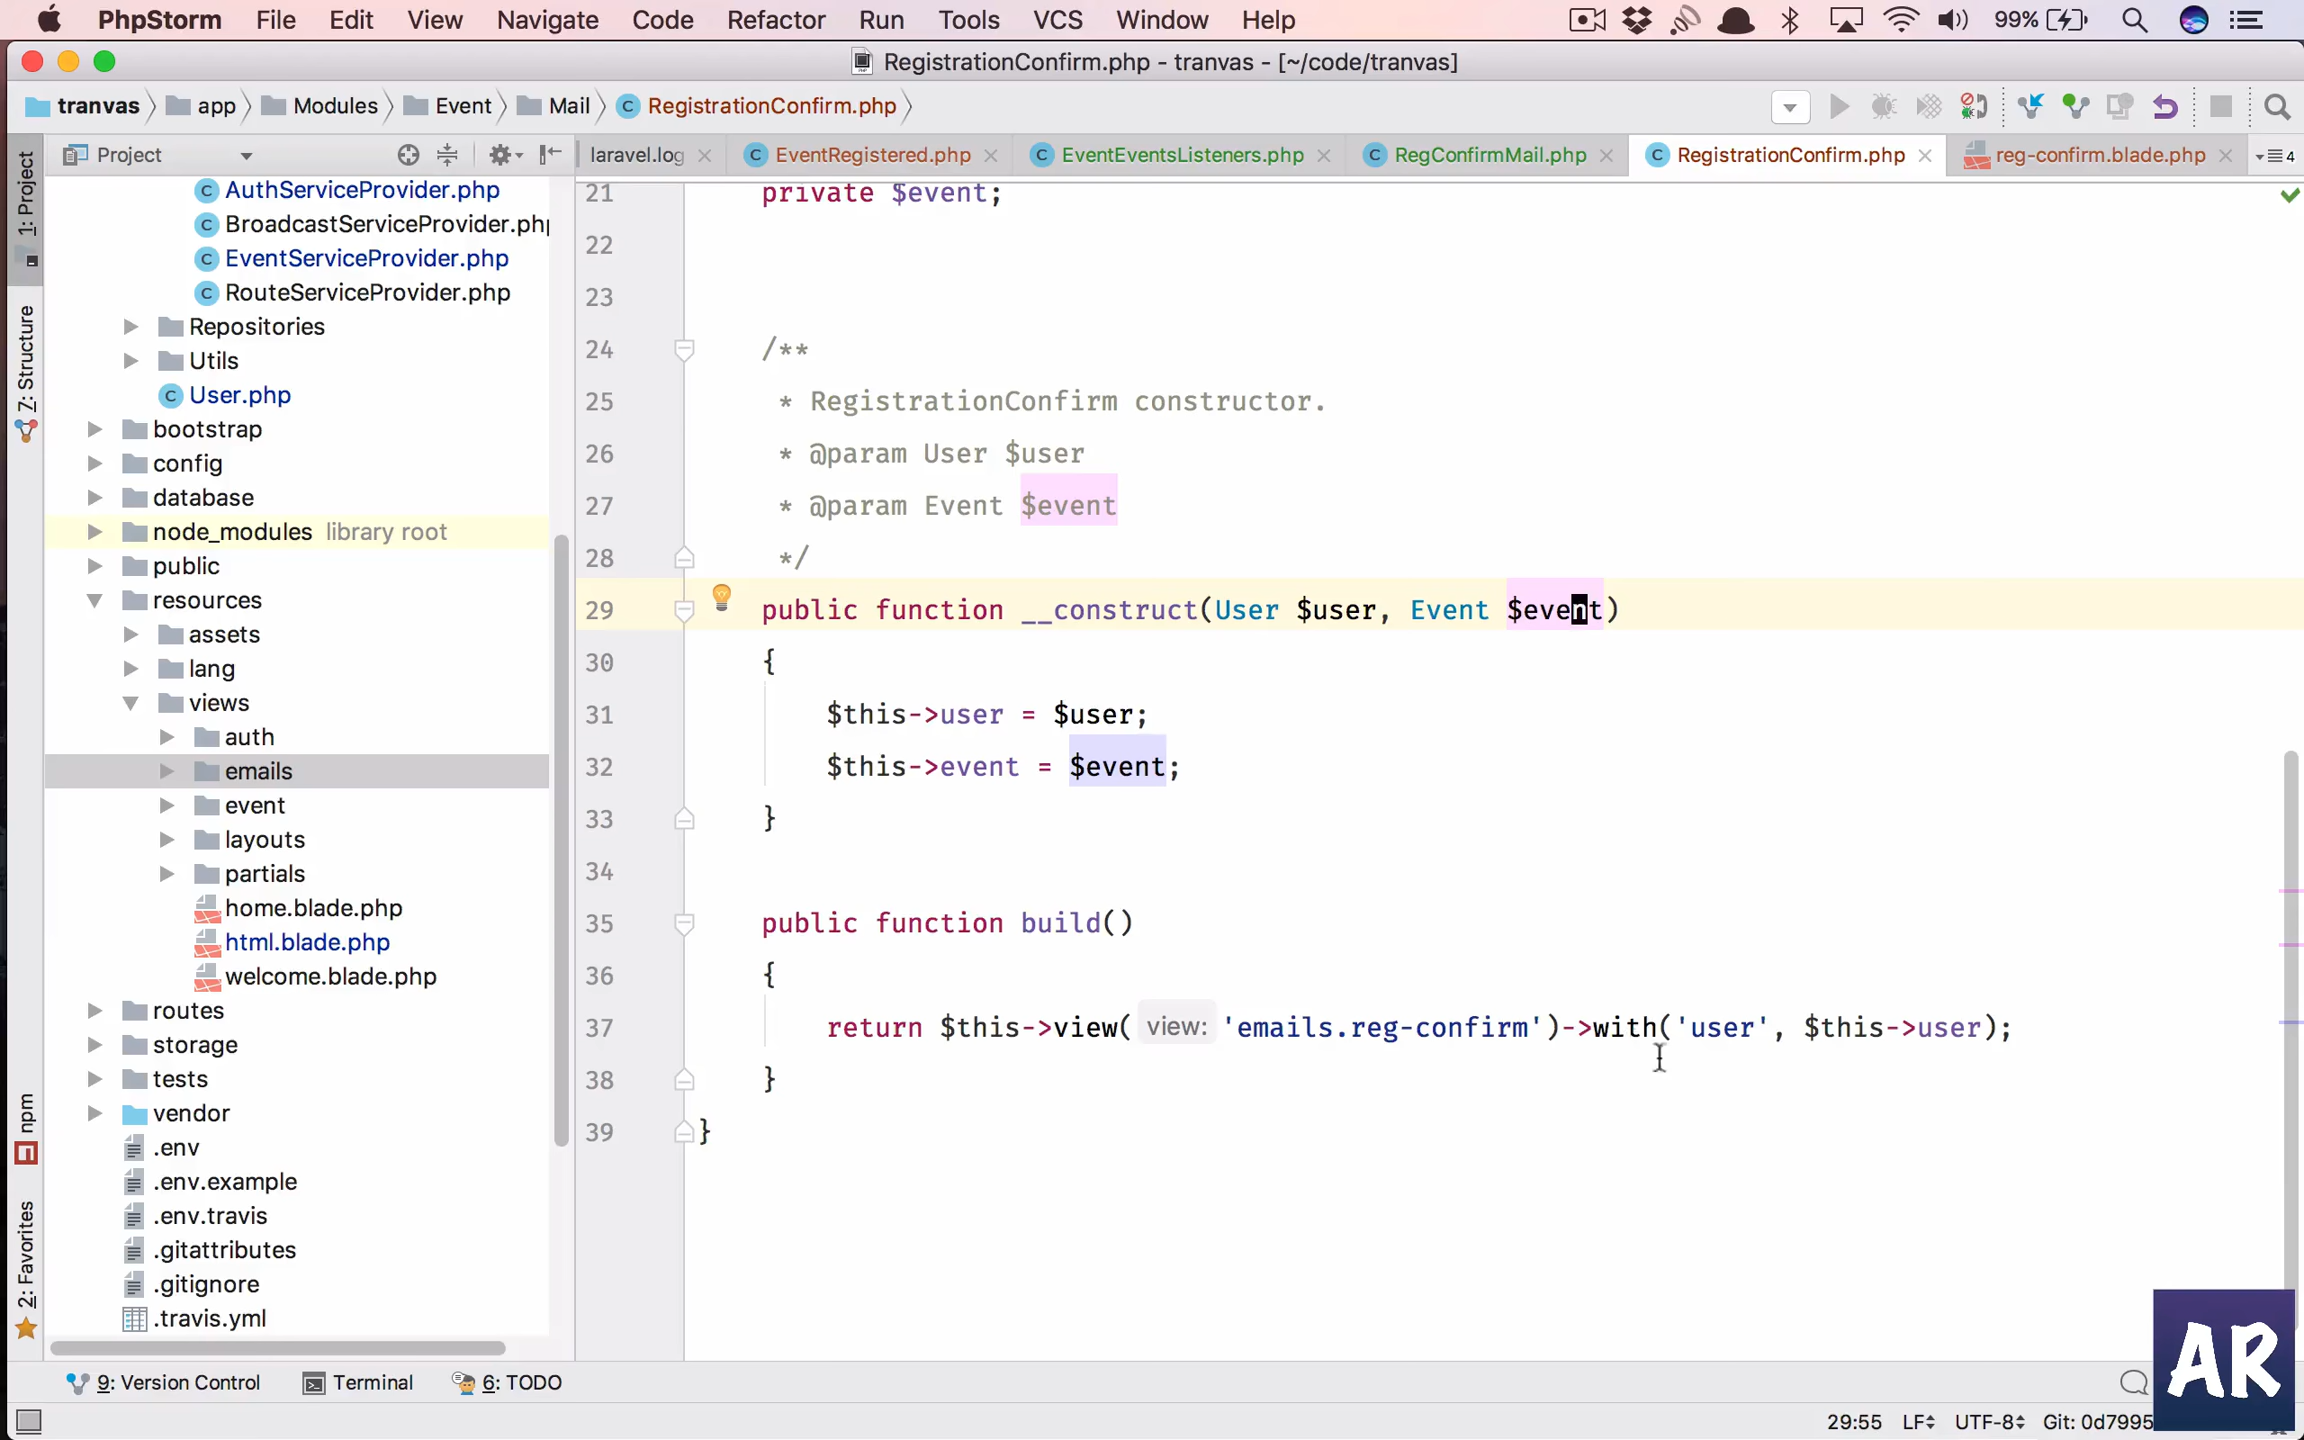 PhpStorm File Edit View Navigate Code Refactor Run Tools VCS Window Help 99%
RegistrationConfirm.php - tranvas - [~/code/tranvas]
tranvas app Modules Event Mail RegistrationConfirm.php
Project
laravel.log EventRegistered.php EventEventsListeners.php RegConfirmMail.php RegistrationConfirm.php reg-confirm.blade.php 4
1: Project
7: Structure
npm
2: Favorites
AuthServiceProvider.php
BroadcastServiceProvider.php
EventServiceProvider.php
RouteServiceProvider.php
Repositories
Utils
User.php
bootstrap
config
database
node_modules library root
public
resources
assets
lang
views
auth
emails
event
layouts
partials
home.blade.php
html.blade.php
welcome.blade.php
routes
storage
tests
vendor
.env
.env.example
.env.travis
.gitattributes
.gitignore
.travis.yml
21 private $event;
22
23
24 /**
25 * RegistrationConfirm constructor.
26 * @param User $user
27 * @param Event $event
28 */
29 public function __construct(User $user, Event $event)
30 {
31 $this->user = $user;
32 $this->event = $event;
33 }
34
35 public function build()
36 {
37 return $this->view( view: 'emails.reg-confirm')->with('user', $this->user);
38 }
39 }
9: Version Control Terminal 6: TODO
29:55 LF UTF-8 Git: 0d7995
AR